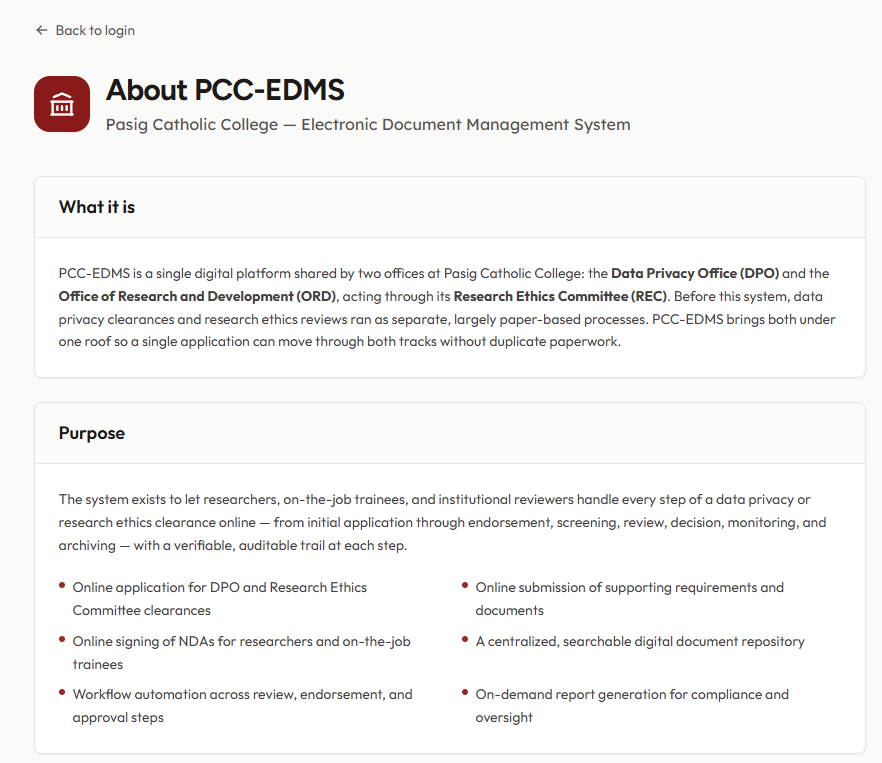 ← Back to login
About PCC-EDMS
Pasig Catholic College — Electronic Document Management System
What it is
PCC-EDMS is a single digital platform shared by two offices at Pasig Catholic College: the Data Privacy Office (DPO) and the
Office of Research and Development (ORD), acting through its Research Ethics Committee (REC). Before this system, data
privacy clearances and research ethics reviews ran as separate, largely paper-based processes. PCC-EDMS brings both under
one roof so a single application can move through both tracks without duplicate paperwork.
Purpose
The system exists to let researchers, on-the-job trainees, and institutional reviewers handle every step of a data privacy or
research ethics clearance online — from initial application through endorsement, screening, review, decision, monitoring, and
archiving — with a verifiable, auditable trail at each step.
• Online application for DPO and Research Ethics
Committee clearances
• Online submission of supporting requirements and
documents
• Online signing of NDAs for researchers and on-the-job
trainees
• A centralized, searchable digital document repository
• Workflow automation across review, endorsement, and
approval steps
• On-demand report generation for compliance and
oversight